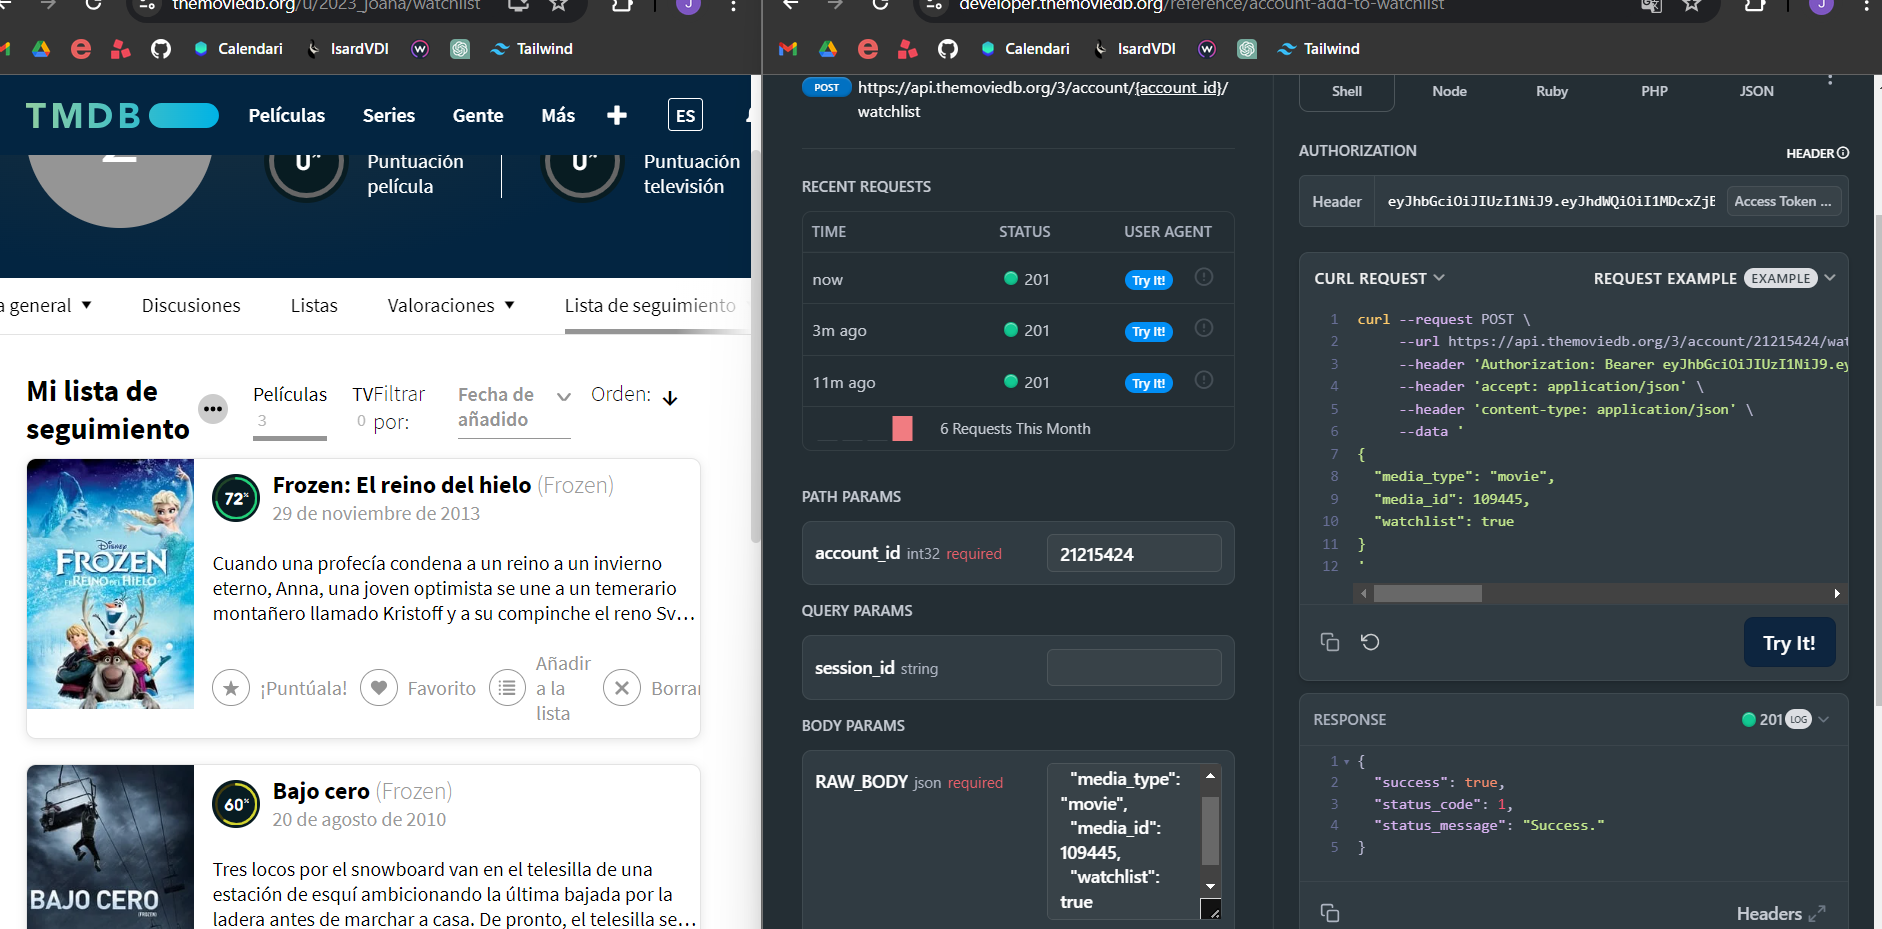 themoviedb.org/u/2023_joana/watchlist
J
Calendari
IsardVDI
Tailwind
TMDB
Películas
Series
Gente
Más
ES
Puntuación
película
Puntuación
televisión
a general
Discusiones
Listas
Valoraciones
Lista de seguimiento
Mi lista de
seguimiento
Películas
3
TV
0
Filtrar
por:
Fecha de
añadido
Orden:
FROZEN
EL REINO DEL HIELO
72%
Frozen: El reino del hielo (Frozen)
29 de noviembre de 2013
Cuando una profecía condena a un reino a un invierno
eterno, Anna, una joven optimista se une a un temerario
montañero llamado Kristoff y a su compinche el reno Sv…
¡Puntúala!
Favorito
Añadir
a la
lista
Borrar
BAJO CERO
(FROZEN)
60%
Bajo cero (Frozen)
20 de agosto de 2010
Tres locos por el snowboard van en el telesilla de una
estación de esquí ambicionando la última bajada por la
ladera antes de marchar a casa. De pronto, el telesilla se…
developer.themoviedb.org/reference/account-add-to-watchlist
J
Calendari
IsardVDI
Tailwind
POST
https://api.themoviedb.org/3/account/{account_id}/
watchlist
RECENT REQUESTS
TIME STATUS USER AGENT
now 201 Try It!
3m ago 201 Try It!
11m ago 201 Try It!
6 Requests This Month
PATH PARAMS
account_id int32 required
21215424
QUERY PARAMS
session_id string
BODY PARAMS
RAW_BODY json required
"media_type":
"movie",
"media_id":
109445,
"watchlist":
true
Shell Node Ruby PHP JSON
AUTHORIZATION
HEADER
Header
eyJhbGciOiJIUzI1NiJ9.eyJhdWQiOiI1MDcxZjE
Access Token ...
CURL REQUEST
REQUEST EXAMPLE EXAMPLE
1 curl --request POST \
2 --url https://api.themoviedb.org/3/account/21215424/wat
3 --header 'Authorization: Bearer eyJhbGciOiJIUzI1NiJ9.ey
4 --header 'accept: application/json' \
5 --header 'content-type: application/json' \
6 --data '
7 {
8 "media_type": "movie",
9 "media_id": 109445,
10 "watchlist": true
11 }
12 '
Try It!
RESPONSE
201 LOG
1 {
2 "success": true,
3 "status_code": 1,
4 "status_message": "Success."
5 }
Headers